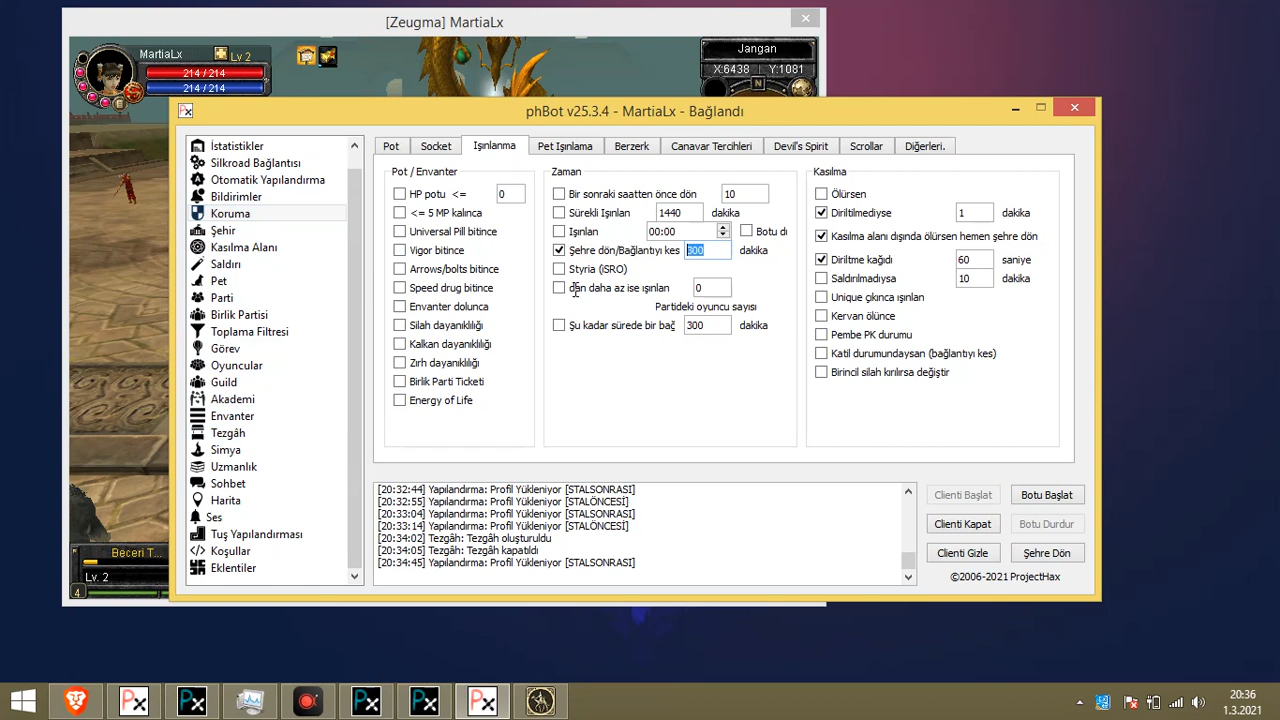 [Zeugma] MartiaLx
MartiaLx
Lv 2
214 / 214
214 / 214
Jangan
X:6438 Y:1081
N
E
phBot v25.3.4 - MartiaLx - Bağlandı
İstatistikler
Silkroad Bağlantısı
Otomatik Yapılandırma
Bildirimler
Koruma
Şehir
Kasılma Alanı
Saldırı
Pet
Parti
Birlik Partisi
Toplama Filtresi
Görev
Oyuncular
Guild
Akademi
Envanter
Tezgâh
Simya
Uzmanlık
Sohbet
Harita
Ses
Tuş Yapılandırması
Koşullar
Eklentiler
Pot
Socket
Işınlanma
Pet Işınlama
Berzerk
Canavar Tercihleri
Devil's Spirit
Scrollar
Diğerileri.
Pot / Envanter
HP potu <= 0
<= 5 MP kalınca
Universal Pill bitince
Vigor bitince
Arrows/bolts bitince
Speed drug bitince
Envanter dolunca
Silah dayanıklılığı
Kalkan dayanıklılığı
Zırh dayanıklılığı
Birlik Parti Ticketi
Energy of Life
Zaman
Bir sonraki saatten önce dön 10
Sürekli Işınlan 1440 dakika
Işınlan 00:00 Botu dı
Şehre dön/Bağlantıyı kes 300 dakika
Styria (iSRO)
dan daha az ise ışınlan 0
Partideki oyuncu sayısı
Şu kadar sürede bir bağ 300 dakika
Kasılma
Ölürsen
Diriltilmediyse 1 dakika
Kasılma alanı dışında ölürsen hemen şehre dön
Diriltme kağıdı 60 saniye
Saldırılmadıysa 10 dakika
Unique çıkınca ışınlan
Kervan ölünce
Pembe PK durumu
Katil durumundaysan (bağlantıyı kes)
Birincil silah kırılırsa değiştir
[20:32:44] Yapılandırma: Profil Yükleniyor [STALSONRASI]
[20:32:55] Yapılandırma: Profil Yükleniyor [STALÖNCESİ]
[20:33:04] Yapılandırma: Profil Yükleniyor [STALSONRASI]
[20:33:14] Yapılandırma: Profil Yükleniyor [STALÖNCESİ]
[20:34:02] Tezgâh: Tezgâh oluşturuldu
[20:34:05] Tezgâh: Tezgâh kapatıldı
[20:34:45] Yapılandırma: Profil Yükleniyor [STALSONRASI]
Clienti Başlat
Botu Başlat
Clienti Kapat
Botu Durdur
Clienti Gizle
Şehre Dön
©2006-2021 ProjectHax
Beceri T...
Lv. 2
4
20:36
1.3.2021